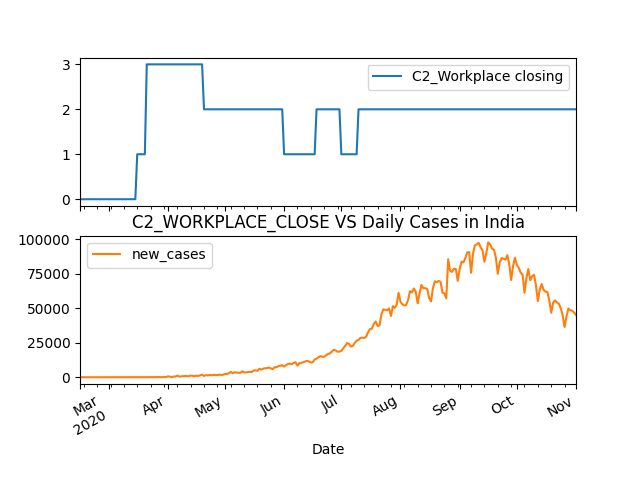 3
2
1
0
C2_Workplace closing
C2_WORKPLACE_CLOSE VS Daily Cases in India
100000
75000
50000
25000
0
new_cases
Mar
2020
Apr
May
Jun
Jul
Aug
Sep
Oct
Nov
Date